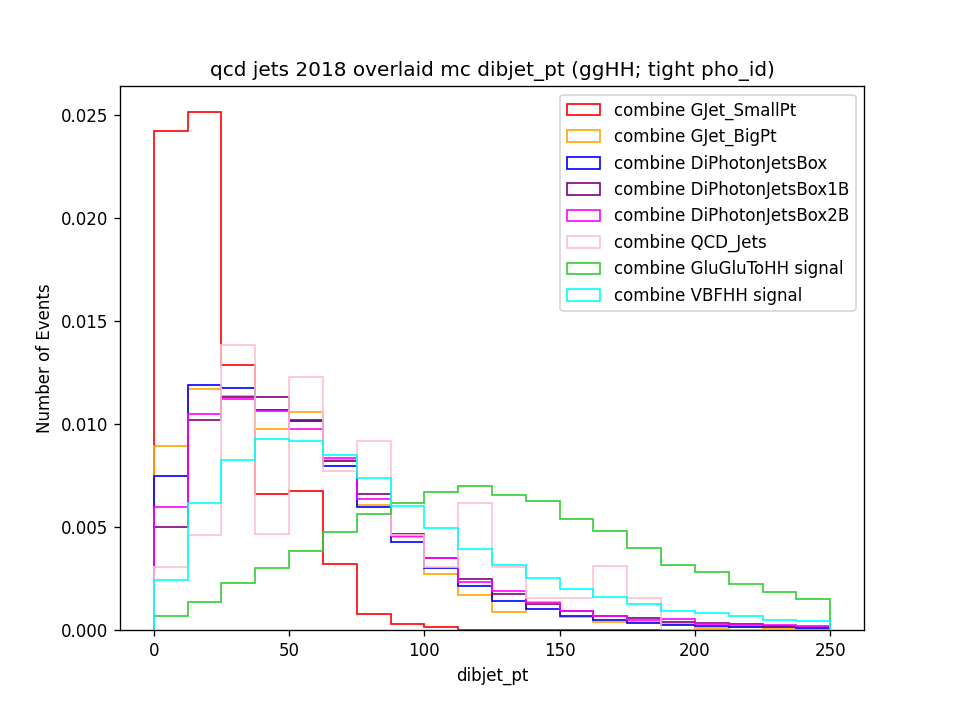 qcd jets 2018 overlaid mc dibjet_pt (ggHH; tight pho_id)
combine GJet_SmallPt
combine GJet_BigPt
combine DiPhotonJetsBox
combine DiPhotonJetsBox1B
combine DiPhotonJetsBox2B
combine QCD_Jets
combine GluGluToHH signal
combine VBFHH signal
Number of Events
0.025
0.020
0.015
0.010
0.005
0.000
0 50 100 150 200 250
dibjet_pt